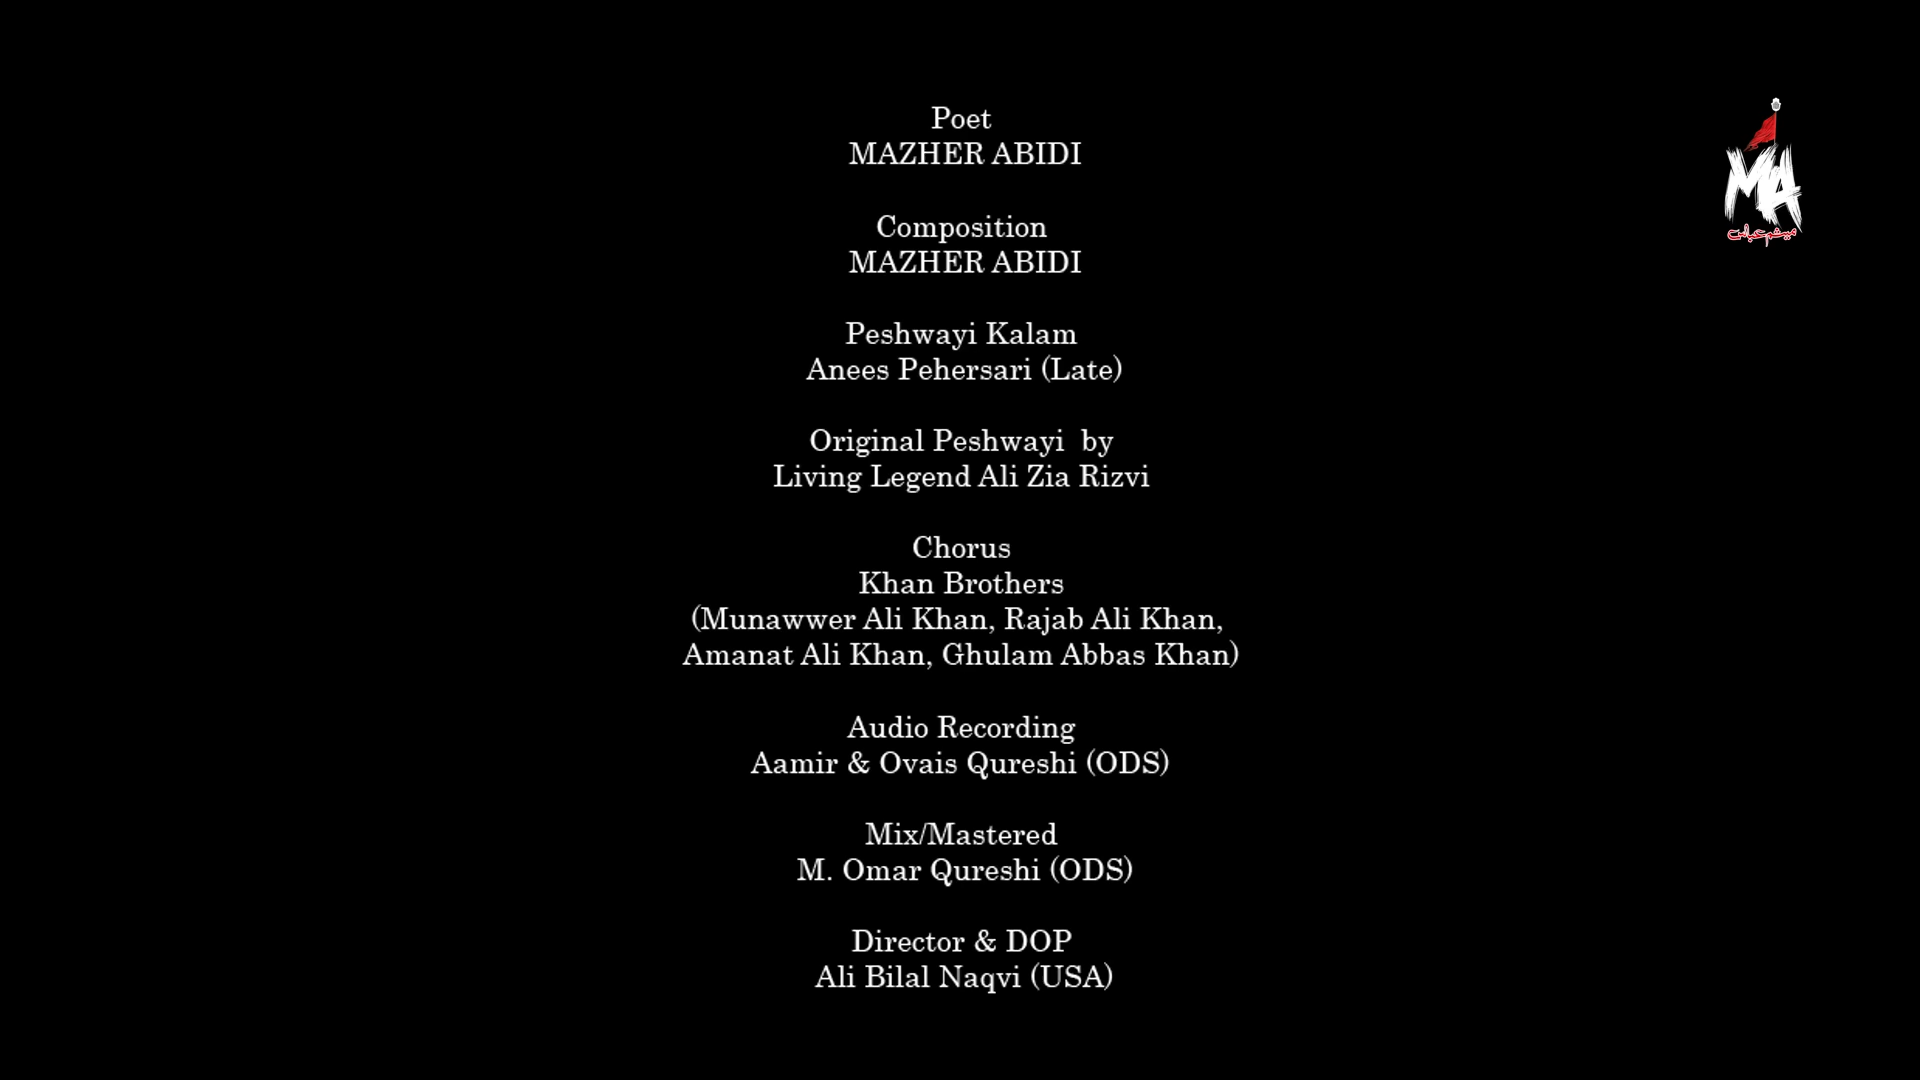 Poet
MAZHER ABIDI
Composition
MAZHER ABIDI
Peshwayi Kalam
Anees Pehersari (Late)
Original Peshwayi  by
Living Legend Ali Zia Rizvi
Chorus
Khan Brothers
(Munawwer Ali Khan, Rajab Ali Khan,
Amanat Ali Khan, Ghulam Abbas Khan)
Audio Recording
Aamir & Ovais Qureshi (ODS)
Mix/Mastered
M. Omar Qureshi (ODS)
Director & DOP
Ali Bilal Naqvi (USA)
MA
میثم عباس